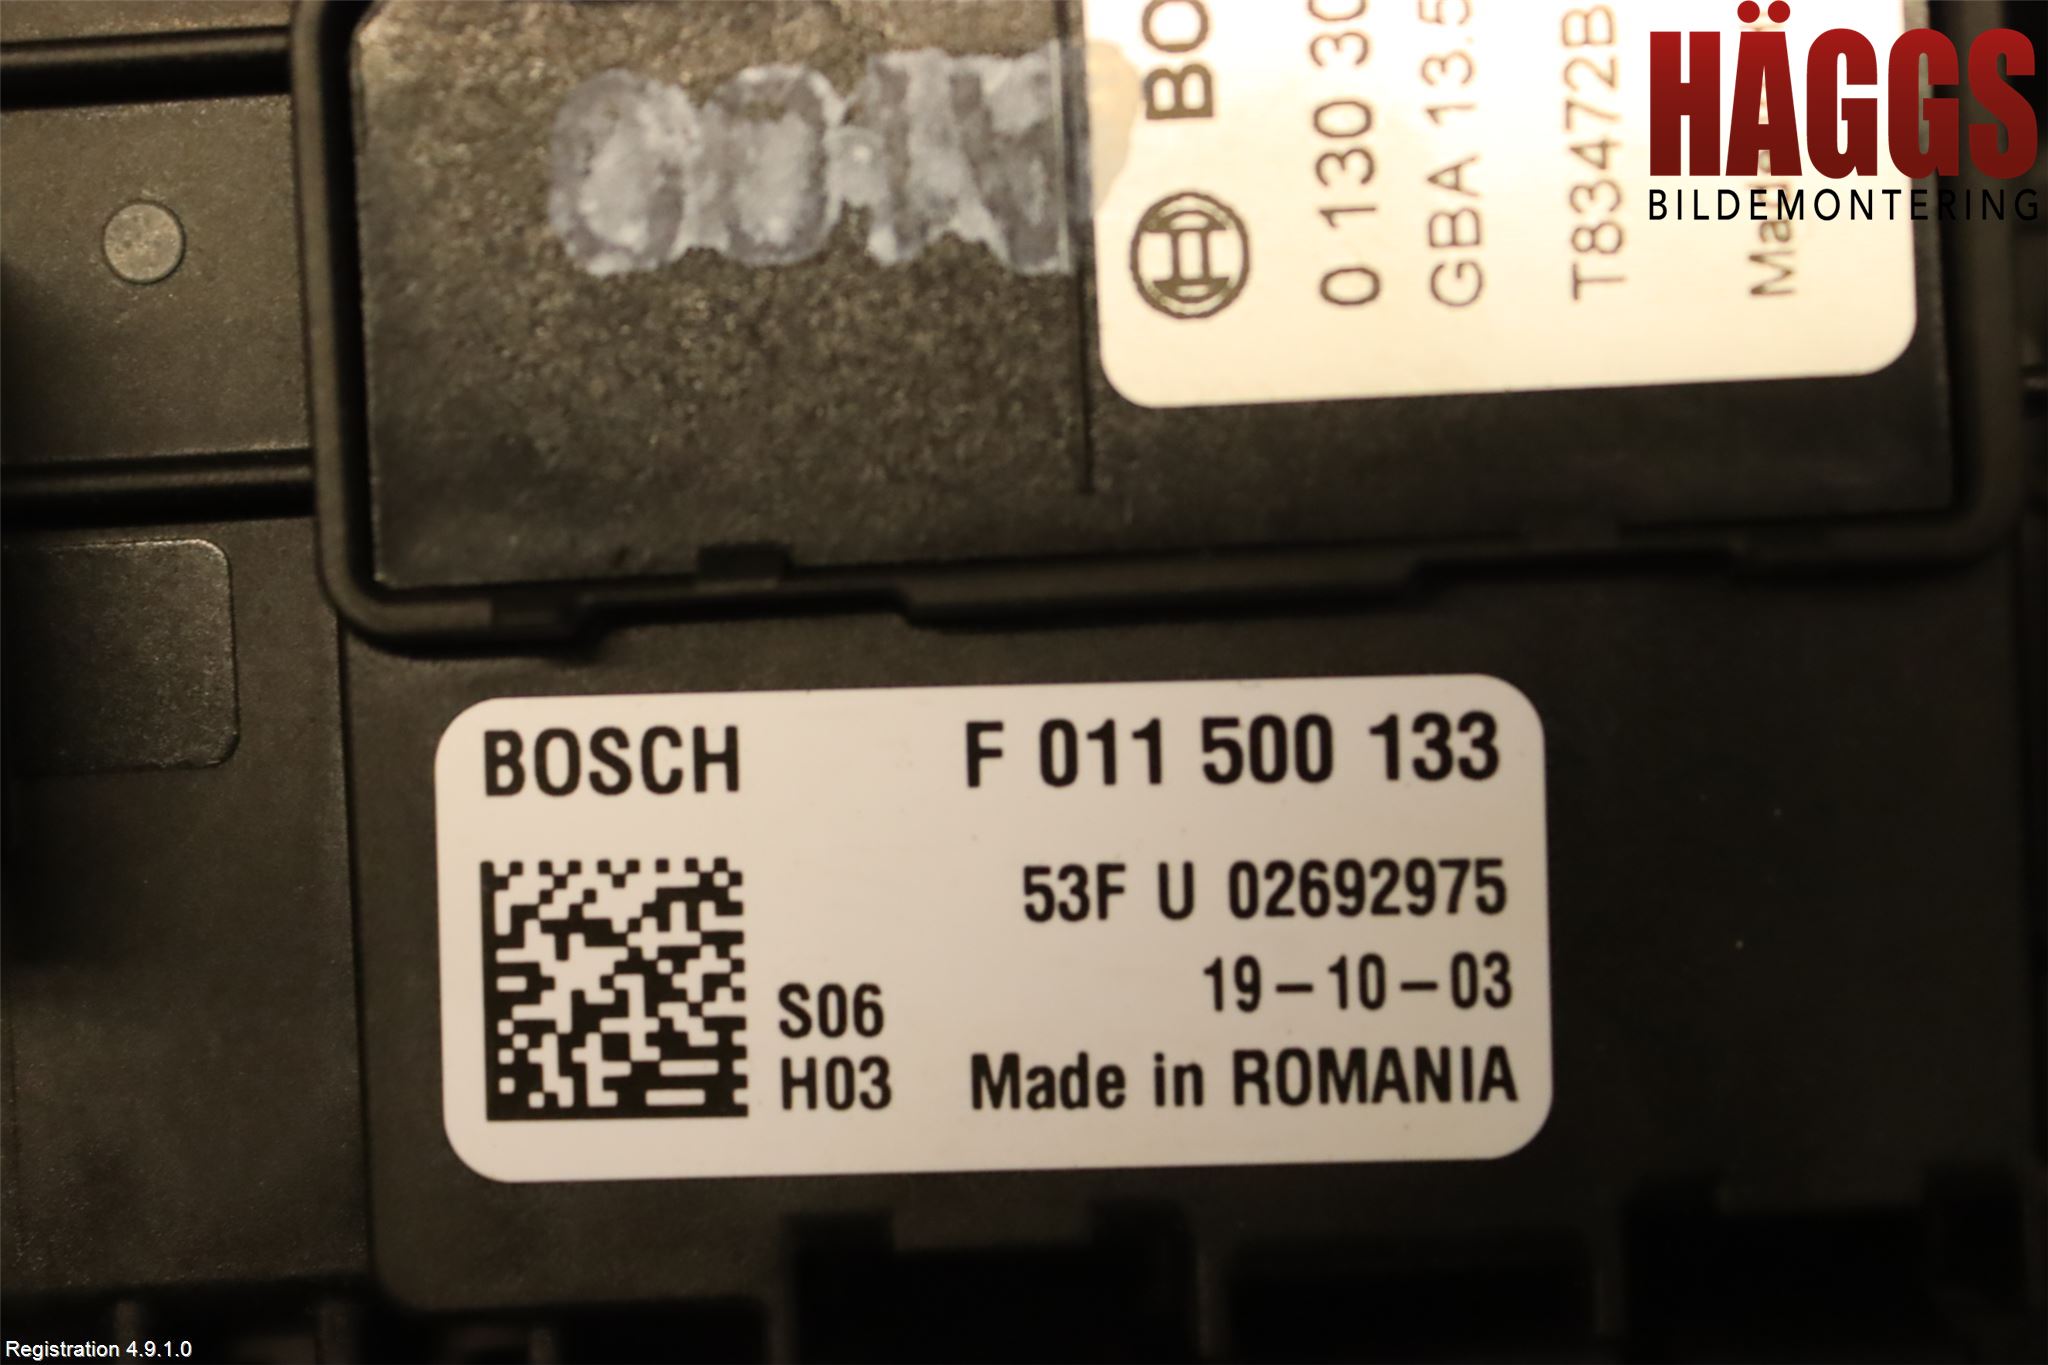 BO
0 130 30
GBA 13.5
T83472B
Made
HÄGGS
BILDEMONTERING
BOSCH F 011 500 133
53F U 02692975
19-10-03
S06
H03 Made in ROMANIA
Registration 4.9.1.0